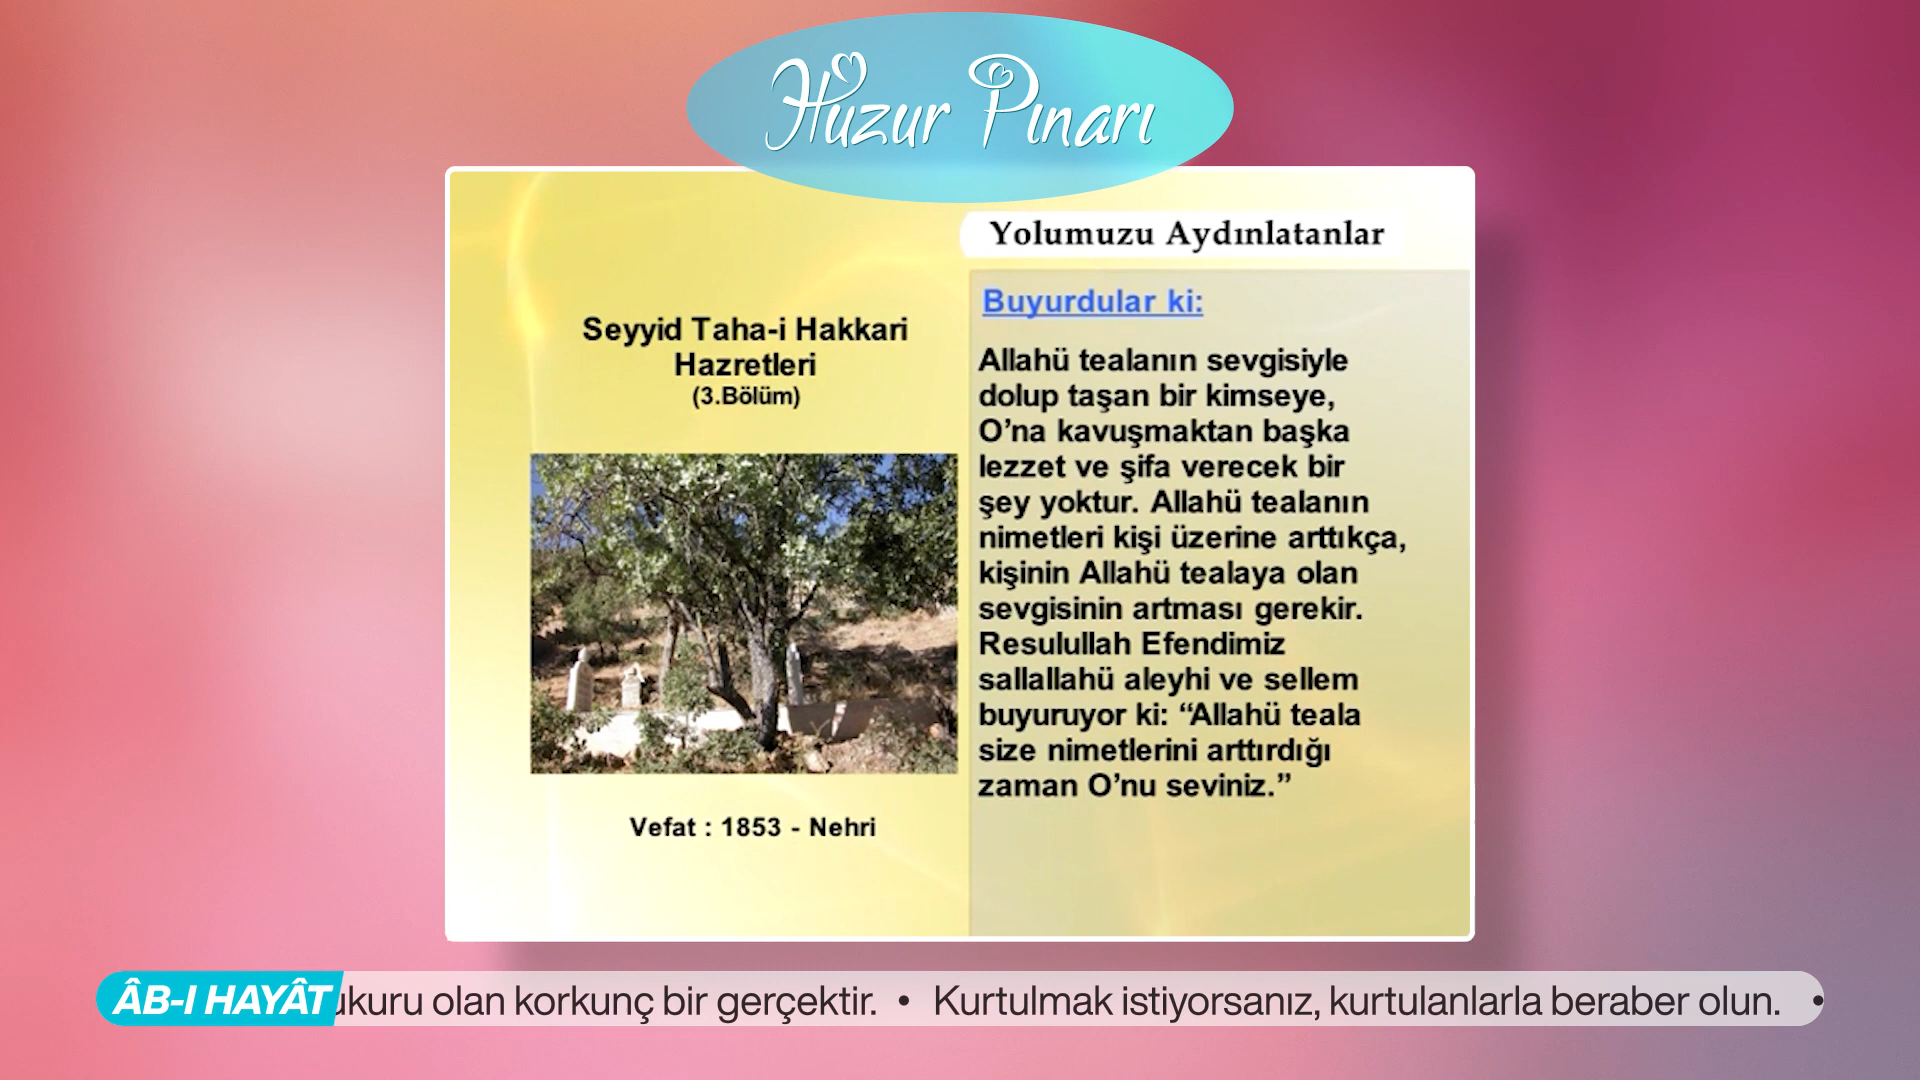 Huzur Pınarı
Yolumuzu Aydınlatanlar
Seyyid Taha-i Hakkari
Hazretleri
(3.Bölüm)
Vefat : 1853 - Nehri
Buyurdular ki:
Allahü tealanın sevgisiyle
dolup taşan bir kimseye,
O’na kavuşmaktan başka
lezzet ve şifa verecek bir
şey yoktur. Allahü tealanın
nimetleri kişi üzerine arttıkça,
kişinin Allahü tealaya olan
sevgisinin artması gerekir.
Resulullah Efendimiz
sallallahü aleyhi ve sellem
buyuruyor ki: “Allahü teala
size nimetlerini arttırdığı
zaman O’nu seviniz.”
ÂB-I HAYÂT olan korkunç bir gerçektir. • Kurtulmak istiyorsanız, kurtulanlarla beraber olun. •